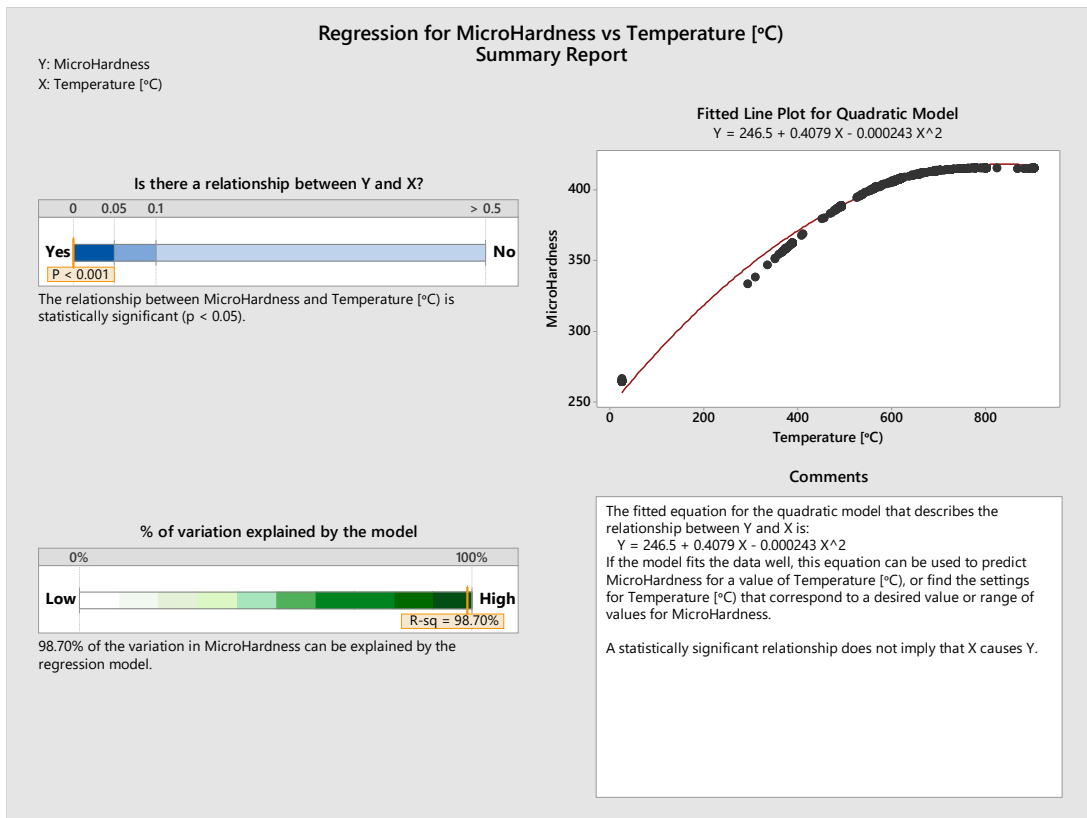 Regression for MicroHardness vs Temperature [ºC)
Summary Report
Y: MicroHardness
X: Temperature [ºC)
Is there a relationship between Y and X?
0 0.05 0.1 > 0.5
Yes No
P < 0.001
The relationship between MicroHardness and Temperature [ºC) is
statistically significant (p < 0.05).
% of variation explained by the model
0% 100%
Low High
R-sq = 98.70%
98.70% of the variation in MicroHardness can be explained by the
regression model.
Fitted Line Plot for Quadratic Model
Y = 246.5 + 0.4079 X - 0.000243 X^2
400
350
300
250
MicroHardness
0 200 400 600 800
Temperature [ºC)
Comments
The fitted equation for the quadratic model that describes the
relationship between Y and X is:
Y = 246.5 + 0.4079 X - 0.000243 X^2
If the model fits the data well, this equation can be used to predict
MicroHardness for a value of Temperature [ºC), or find the settings
for Temperature [ºC) that correspond to a desired value or range of
values for MicroHardness.
A statistically significant relationship does not imply that X causes Y.